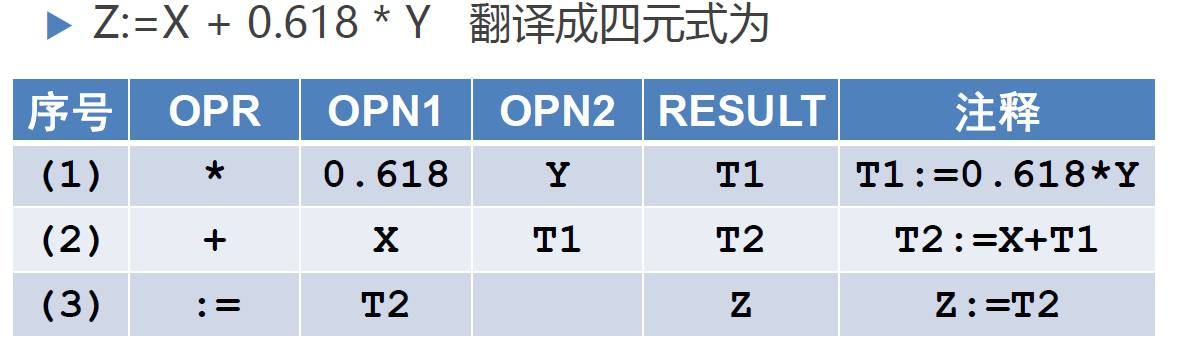 Z:=X + 0.618 * Y 翻译成四元式为
序号 OPR OPN1 OPN2 RESULT 注释
(1) * 0.618 Y T1 T1:=0.618*Y
(2) + X T1 T2 T2:=X+T1
(3) := T2 Z Z:=T2